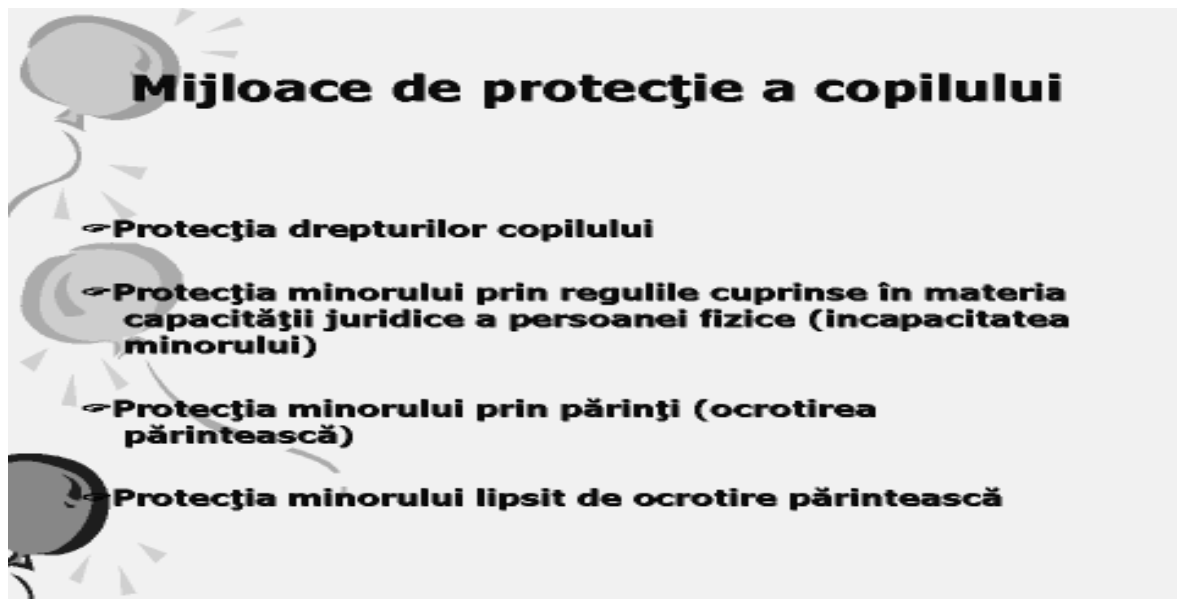 Mijloace de protecţie a copilului
Protecţia drepturilor copilului
Protecţia minorului prin regulile cuprinse în materia
capacităţii juridice a persoanei fizice (incapacitatea
minorului)
Protecţia minorului prin părinţi (ocrotirea
părintească)
Protecţia minorului lipsit de ocrotire părintească